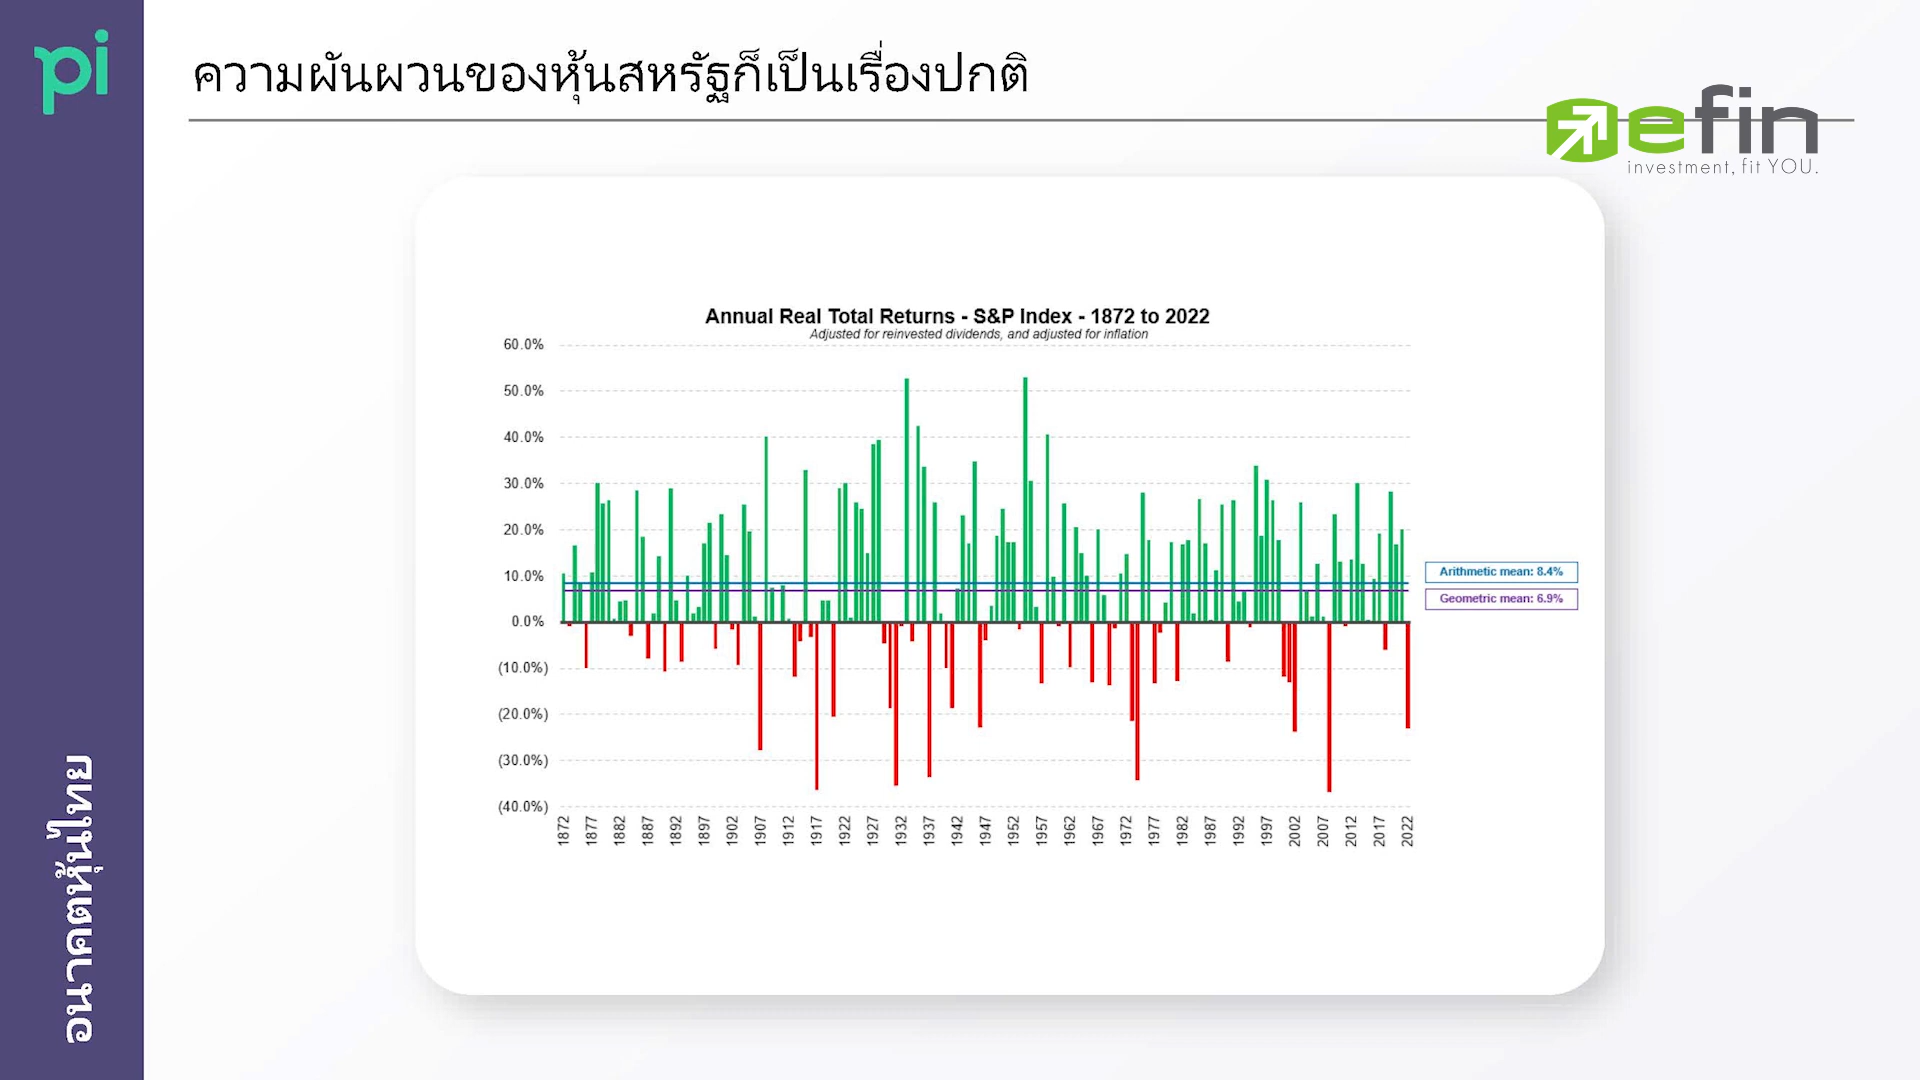 pi
ความผันผวนของหุ้นสหรัฐก็เป็นเรื่องปกติ
efin
investment, fit YOU.
Annual Real Total Returns - S&P Index - 1872 to 2022
Adjusted for reinvested dividends, and adjusted for inflation
60.0%
50.0%
40.0%
30.0%
20.0%
10.0%
0.0%
(10.0%)
(20.0%)
(30.0%)
(40.0%)
Arithmetic mean: 8.4%
Geometric mean: 6.9%
1872 1877 1882 1887 1892 1897 1902 1907 1912 1917 1922 1927 1932 1937 1942 1947 1952 1957 1962 1967 1972 1977 1982 1987 1992 1997 2002 2007 2012 2017 2022
อนาคตหุ้นไทย